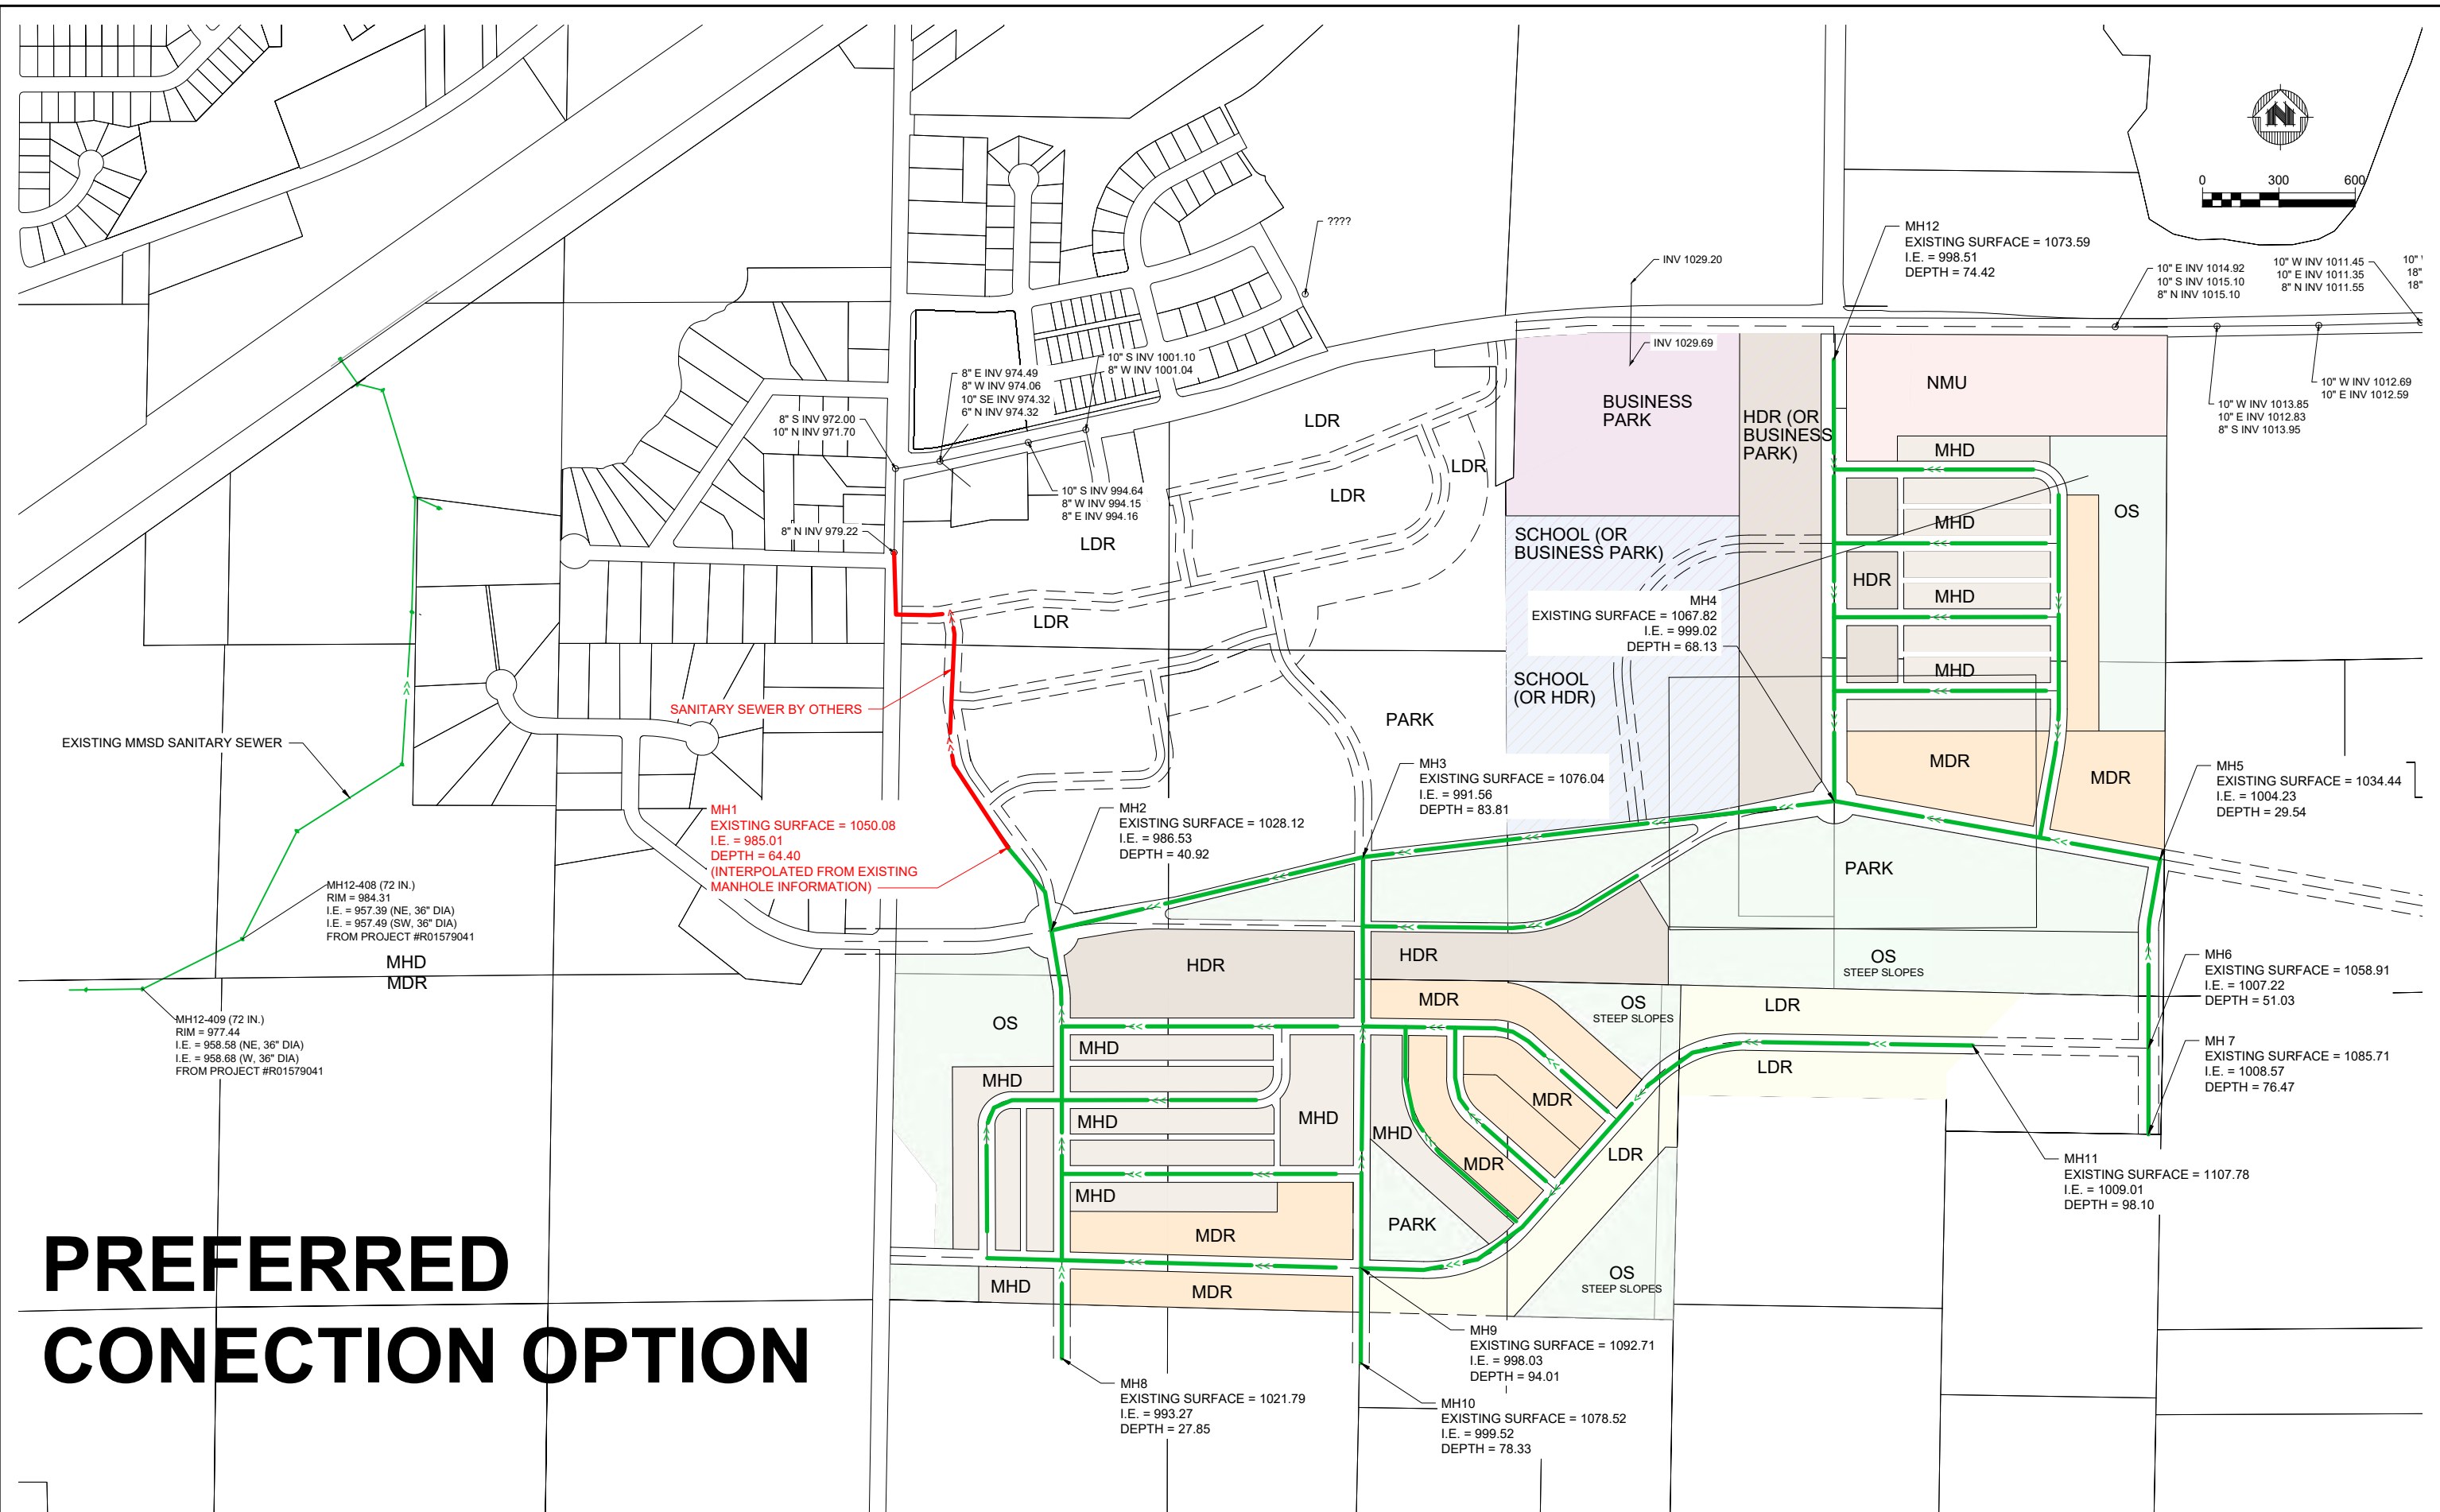 N
0 300 600
????
INV 1029.20
INV 1029.69
MH12
EXISTING SURFACE = 1073.59
I.E. = 998.51
DEPTH = 74.42
10" E INV 1014.92
10" S INV 1015.10
8" N INV 1015.10
10" W INV 1011.45
10" E INV 1011.35
8" N INV 1011.55
10"
18"
18"
10" W INV 1012.69
10" E INV 1012.59
10" W INV 1013.85
10" E INV 1012.83
8" S INV 1013.95
10" S INV 1001.10
8" W INV 1001.04
8" E INV 974.49
8" W INV 974.06
10" SE INV 974.32
6" N INV 974.32
8" S INV 972.00
10" N INV 971.70
10" S INV 994.64
8" W INV 994.15
8" E INV 994.16
8" N INV 979.22
LDR
LDR
LDR
LDR
LDR
BUSINESS
PARK
HDR (OR
BUSINESS
PARK)
NMU
MHD
MHD
MHD
MHD
HDR
OS
SCHOOL (OR
BUSINESS PARK)
SCHOOL
(OR HDR)
MH4
EXISTING SURFACE = 1067.82
I.E. = 999.02
DEPTH = 68.13
PARK
MDR
MDR
SANITARY SEWER BY OTHERS
EXISTING MMSD SANITARY SEWER
MH1
EXISTING SURFACE = 1050.08
I.E. = 985.01
DEPTH = 64.40
(INTERPOLATED FROM EXISTING
MANHOLE INFORMATION)
MH2
EXISTING SURFACE = 1028.12
I.E. = 986.53
DEPTH = 40.92
MH3
EXISTING SURFACE = 1076.04
I.E. = 991.56
DEPTH = 83.81
MH5
EXISTING SURFACE = 1034.44
I.E. = 1004.23
DEPTH = 29.54
PARK
MH12-408 (72 IN.)
RIM = 984.31
I.E. = 957.39 (NE, 36" DIA)
I.E. = 957.49 (SW, 36" DIA)
FROM PROJECT #R01579041
MHD
MDR
MH12-409 (72 IN.)
RIM = 977.44
I.E. = 958.58 (NE, 36" DIA)
I.E. = 958.68 (W, 36" DIA)
FROM PROJECT #R01579041
HDR
HDR
OS
STEEP SLOPES
MH6
EXISTING SURFACE = 1058.91
I.E. = 1007.22
DEPTH = 51.03
OS
MDR
OS
STEEP SLOPES
LDR
LDR
MH 7
EXISTING SURFACE = 1085.71
I.E. = 1008.57
DEPTH = 76.47
MHD
MHD
MHD
MHD
MHD
MDR
MDR
LDR
MHD
PARK
MDR
MH11
EXISTING SURFACE = 1107.78
I.E. = 1009.01
DEPTH = 98.10
MHD
MDR
OS
STEEP SLOPES
MH9
EXISTING SURFACE = 1092.71
I.E. = 998.03
DEPTH = 94.01
MH8
EXISTING SURFACE = 1021.79
I.E. = 993.27
DEPTH = 27.85
MH10
EXISTING SURFACE = 1078.52
I.E. = 999.52
DEPTH = 78.33
PREFERRED
CONECTION OPTION